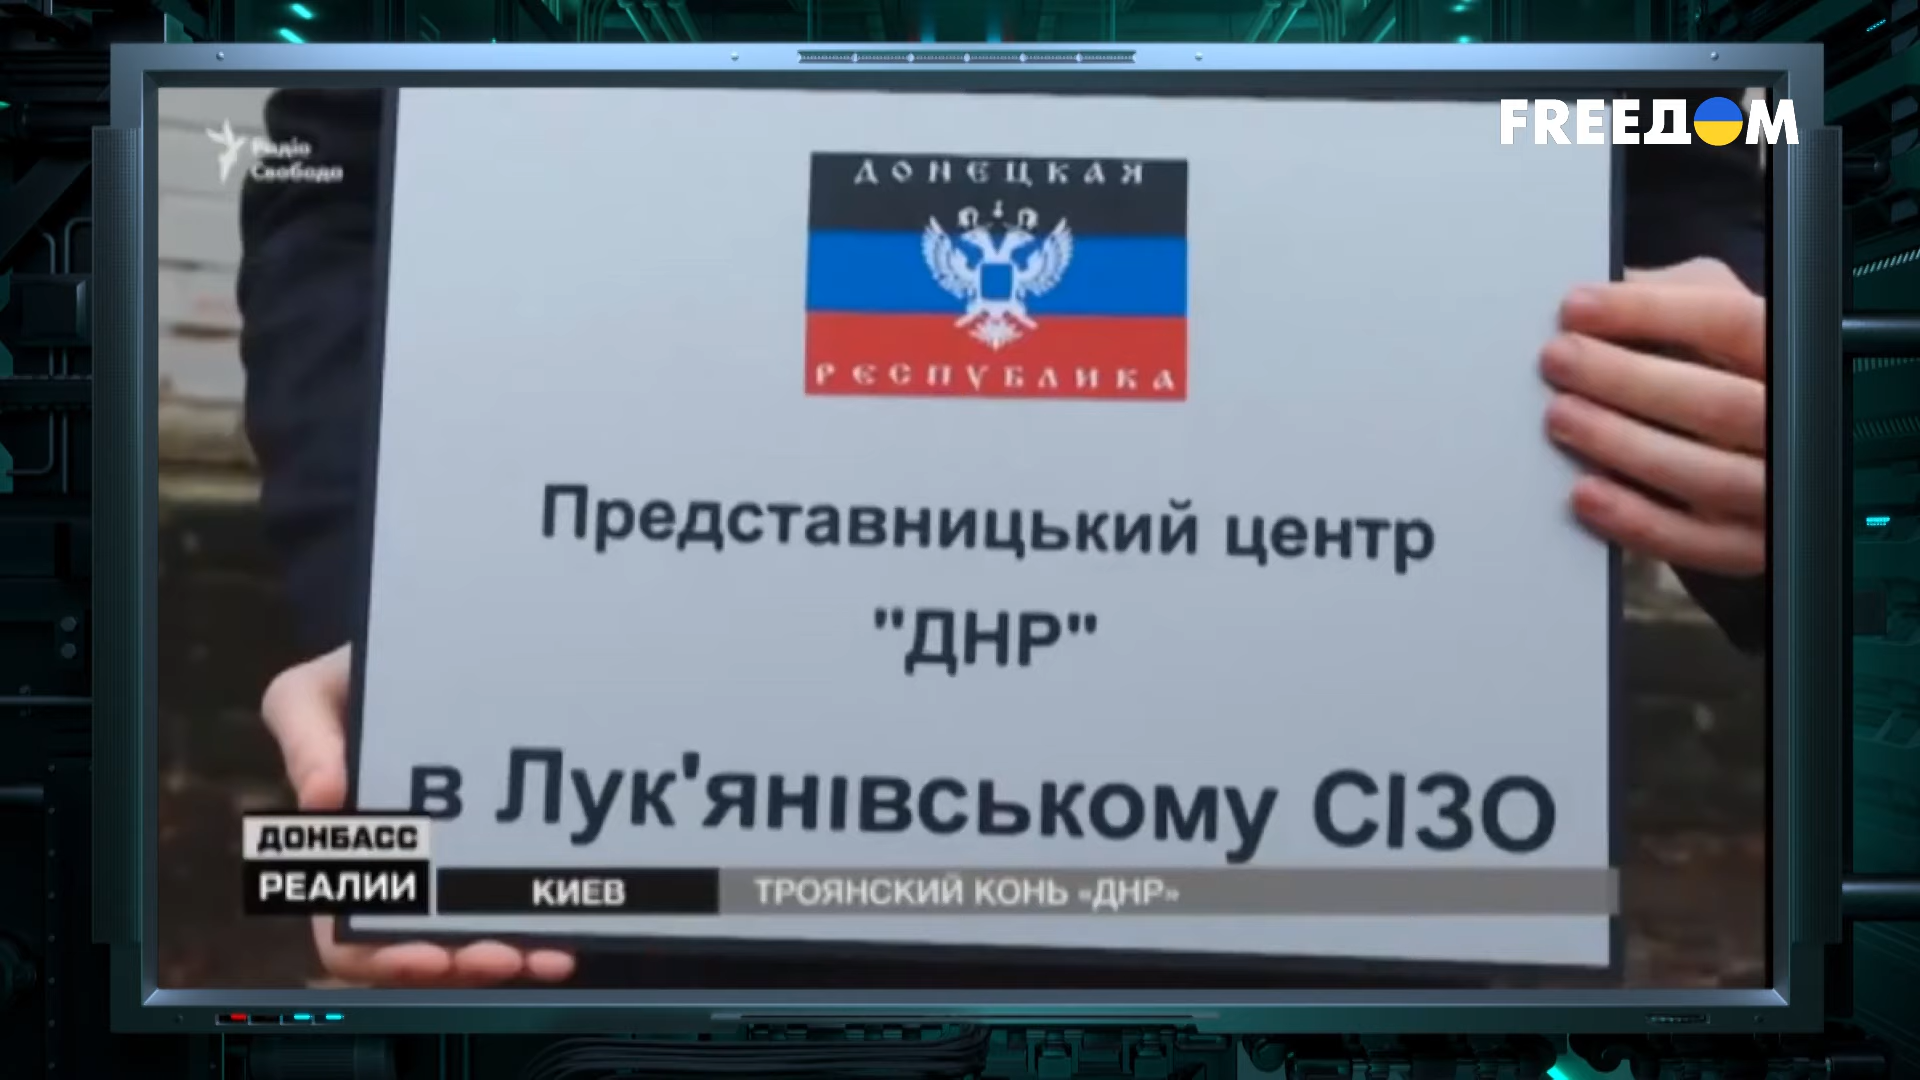 FREEДOM
Радіо
Свобода
ДОНЕЦКАЯ
РЕСПУБЛИКА
Представницький центр
"ДНР"
в Лук'янівському СІЗО
ДОНБАСС
РЕАЛИИ
КИЕВ
ТРОЯНСКИЙ КОНЬ «ДНР»